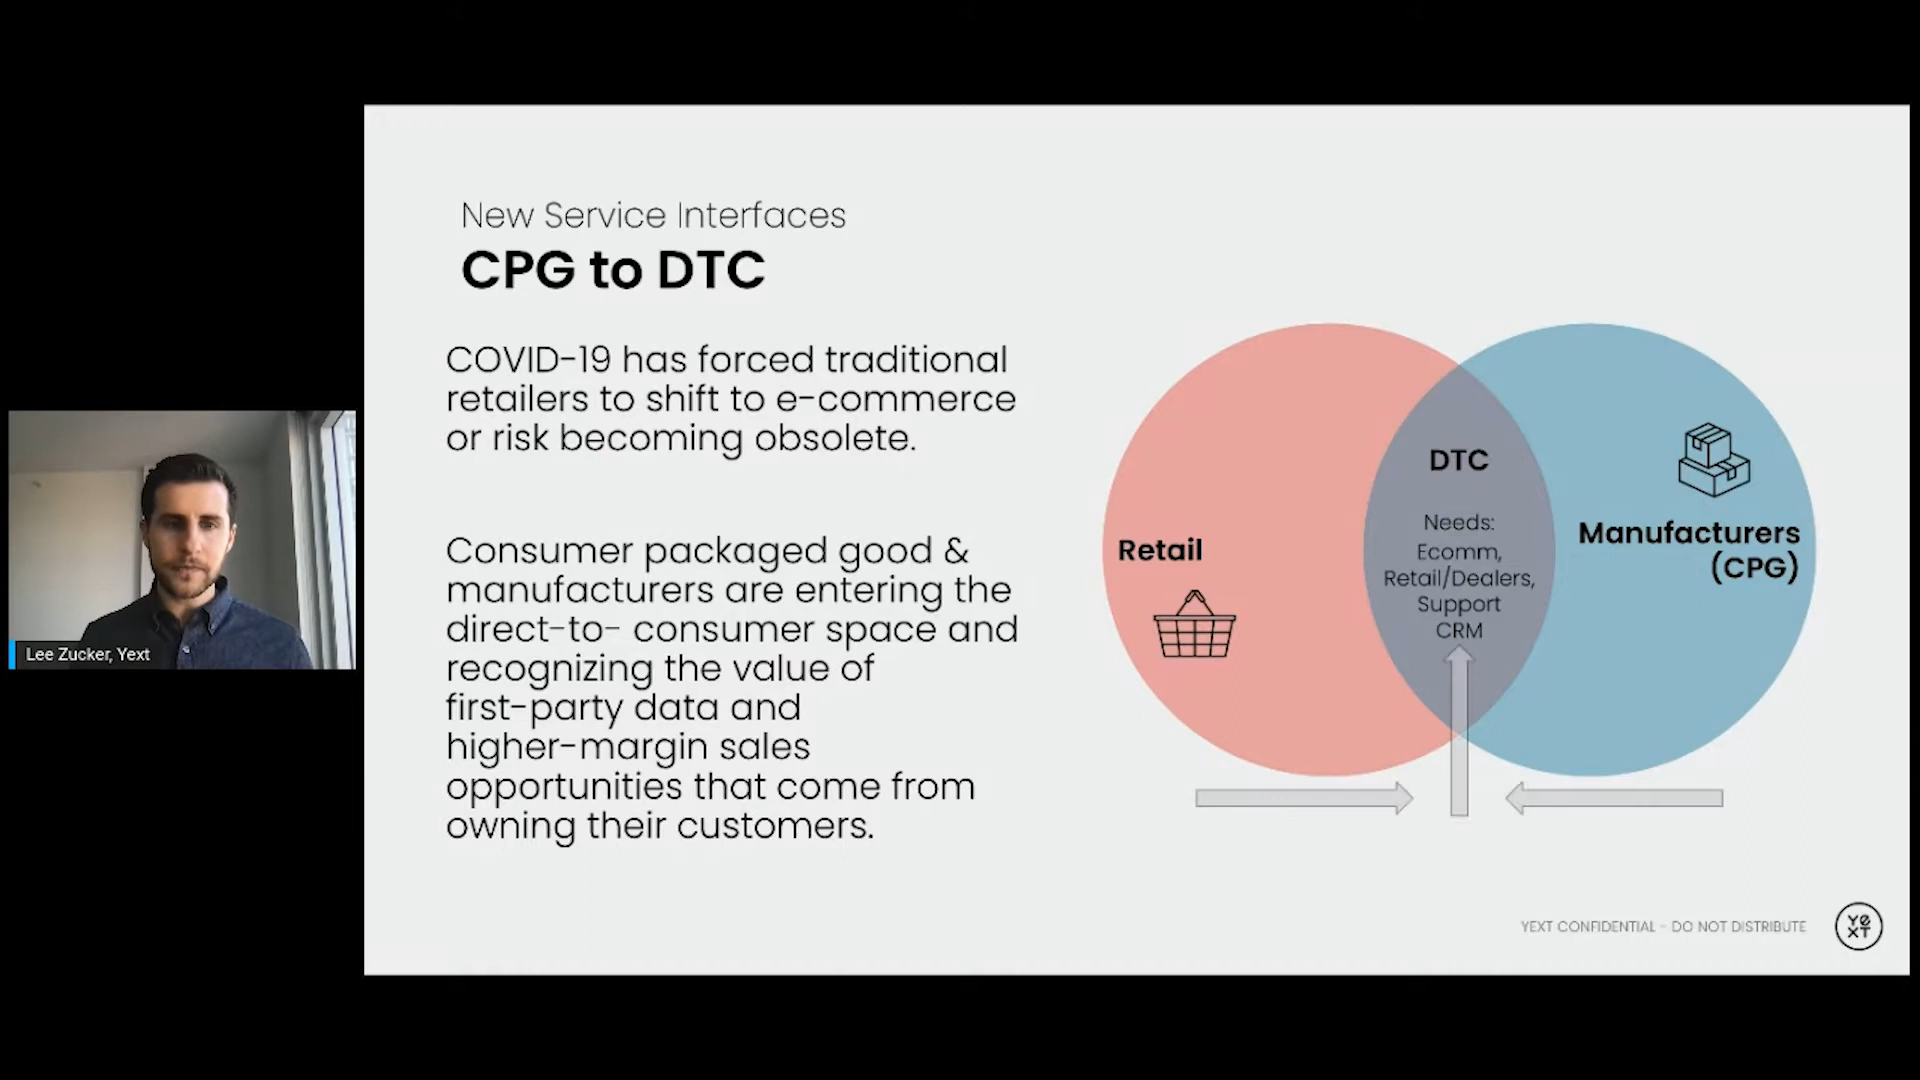 New Service Interfaces
CPG to DTC
COVID-19 has forced traditional
retailers to shift to e-commerce
or risk becoming obsolete.
Consumer packaged good &
manufacturers are entering the
direct-to- consumer space and
recognizing the value of
first-party data and
higher-margin sales
opportunities that come from
owning their customers.
Retail
DTC
Needs:
Ecomm,
Retail/Dealers,
Support
CRM
Manufacturers
(CPG)
Lee Zucker, Yext
YEXT CONFIDENTIAL - DO NOT DISTRIBUTE
YEXT